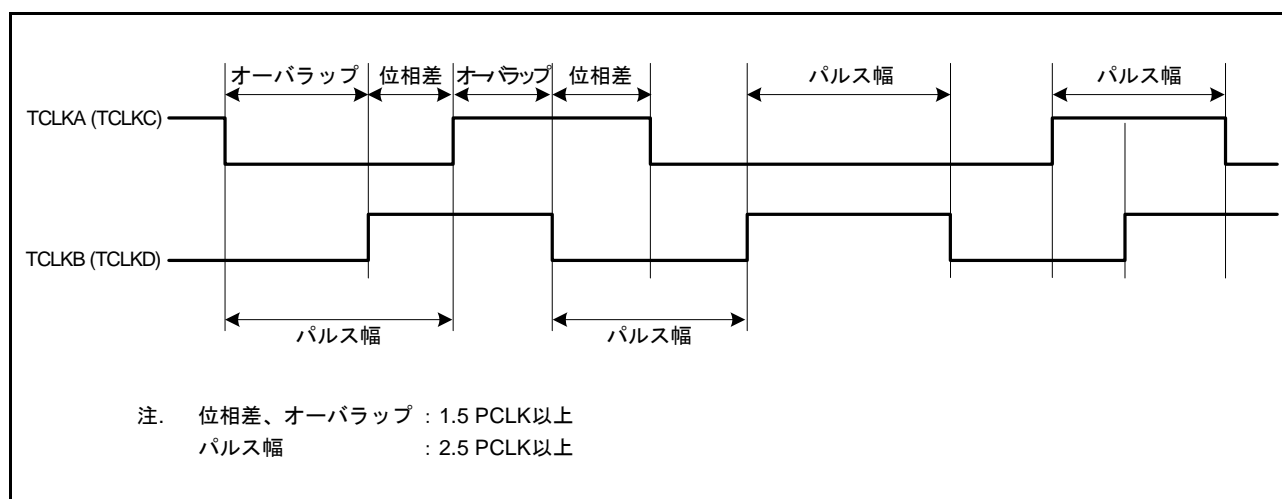 オーバラップ 位相差 オーバラップ 位相差 パルス幅 パルス幅
TCLKA (TCLKC)
TCLKB (TCLKD)
パルス幅 パルス幅
注. 位相差、オーバラップ : 1.5 PCLK以上
パルス幅 : 2.5 PCLK以上